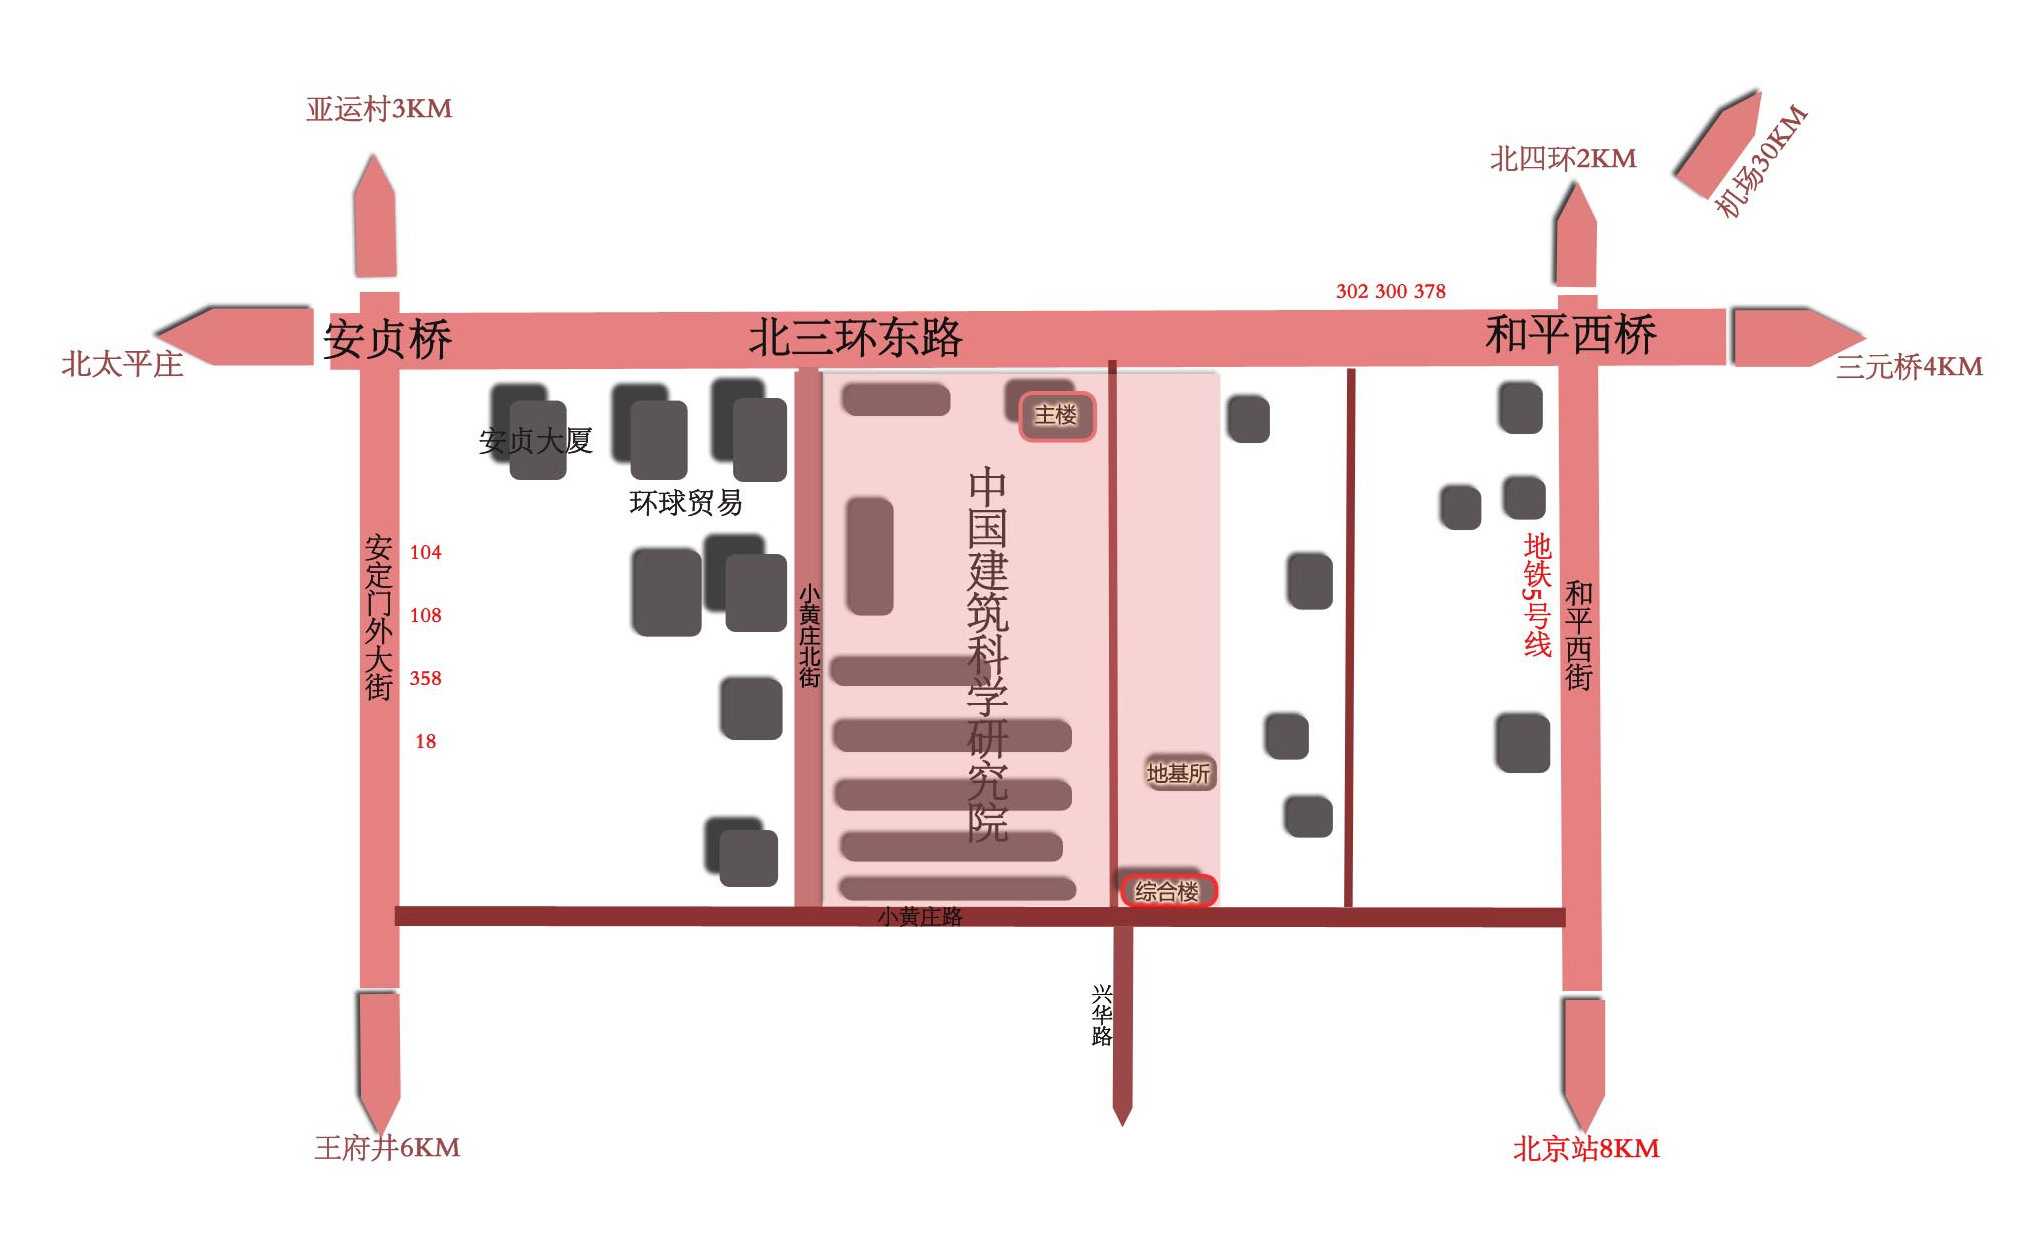 亚运村3KM
北四环2KM
机场30KM
302 300 378
安贞桥
北三环东路
和平西桥
北太平庄
三元桥4KM
主楼
安贞大厦
环球贸易
中国建筑科学研究院
安定门外大街
104
108
358
18
小黄庄北街
地铁5号线
和平西街
地基所
综合楼
小黄庄路
兴华路
王府井6KM
北京站8KM